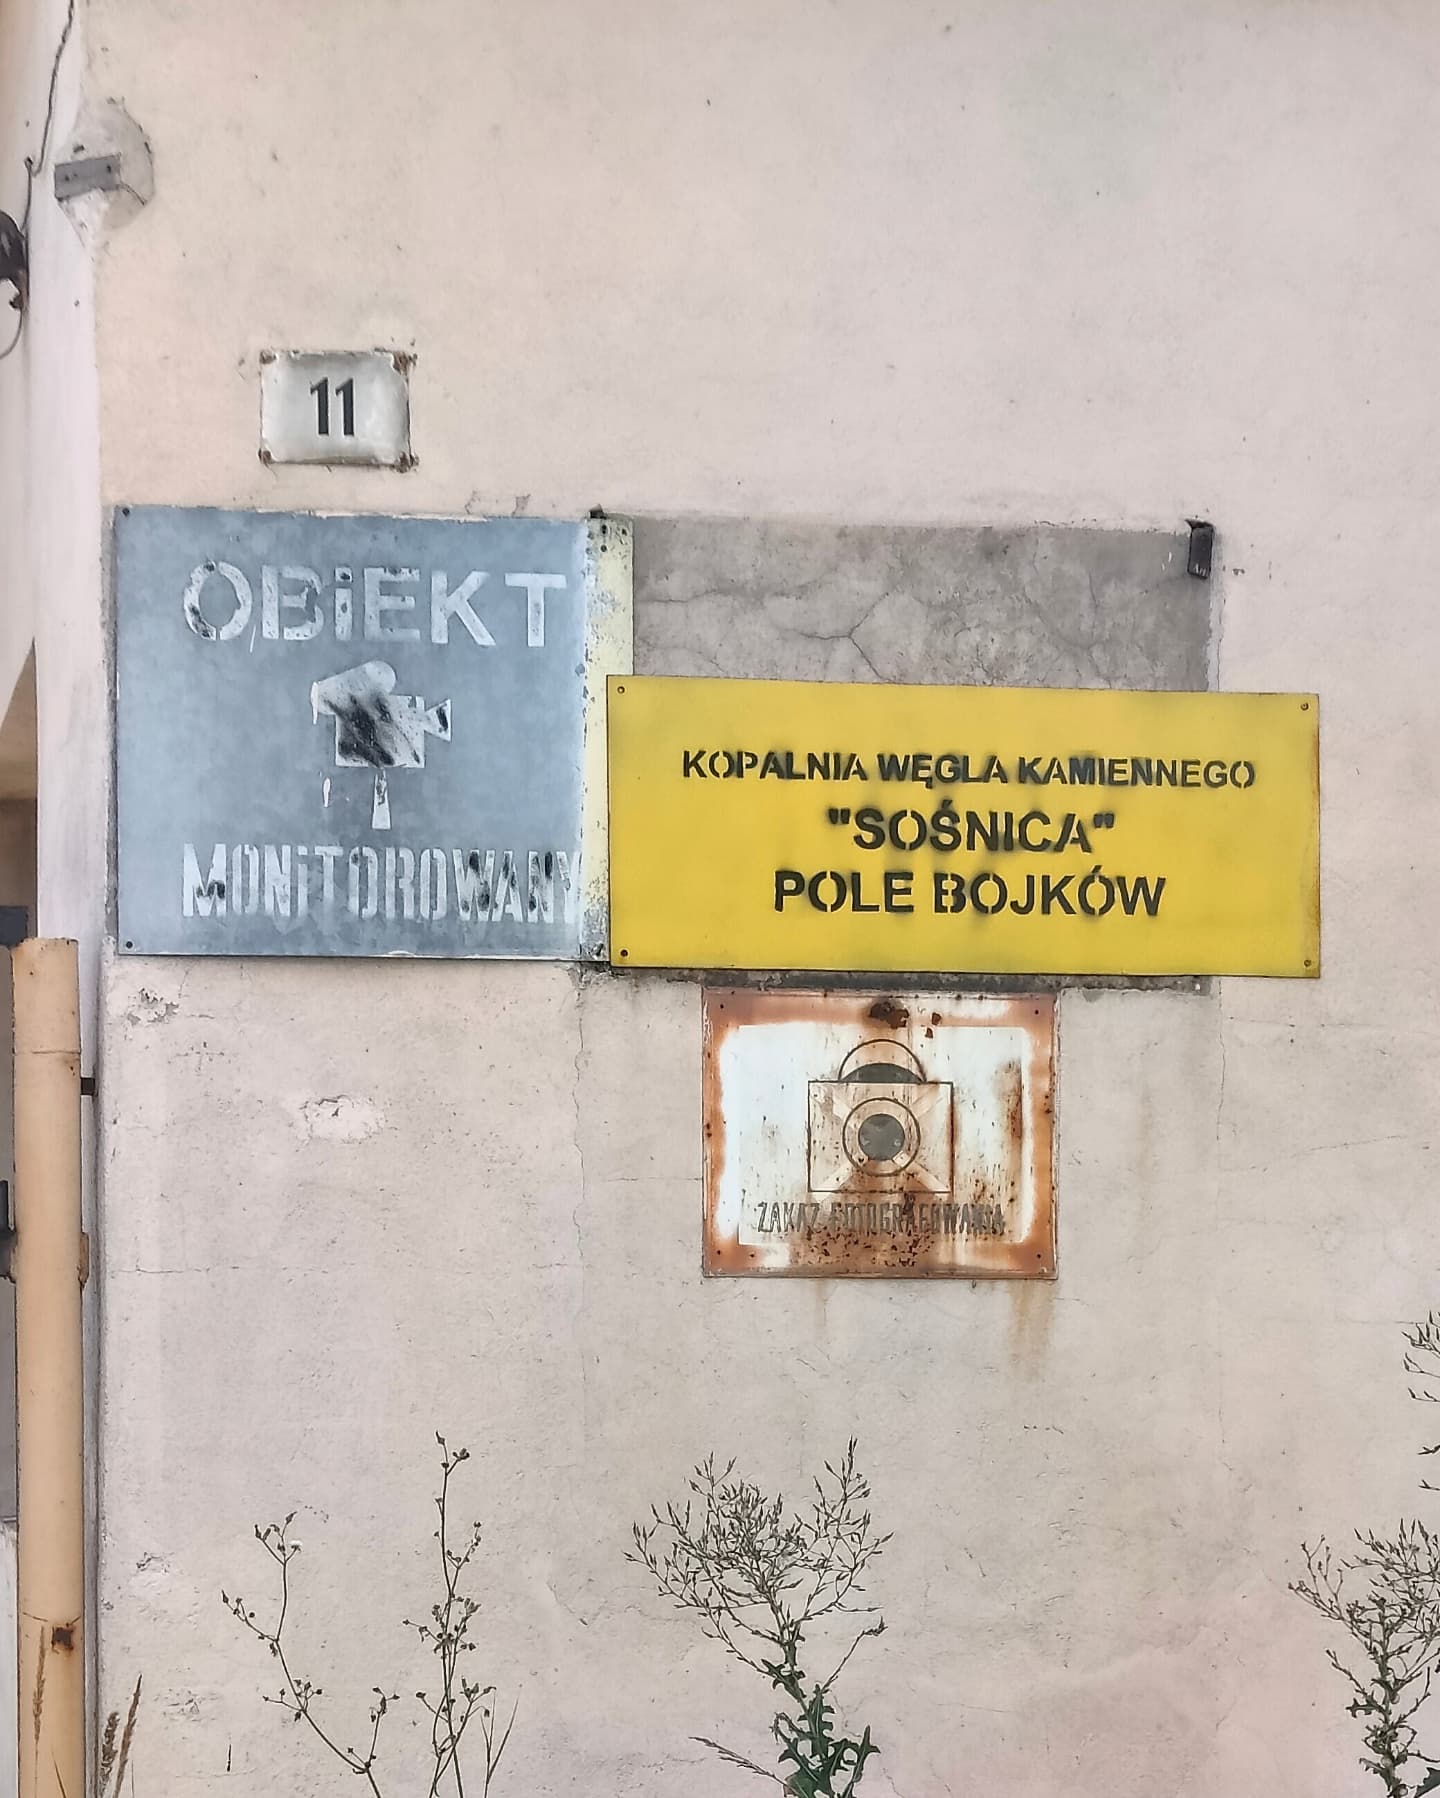 11
OBiEKT
MONiTOROWANY
KOPALNIA WĘGLA KAMIENNEGO
"SOŚNICA"
POLE BOJKÓW
ZAKAZ FOTOGRAFOWANIA